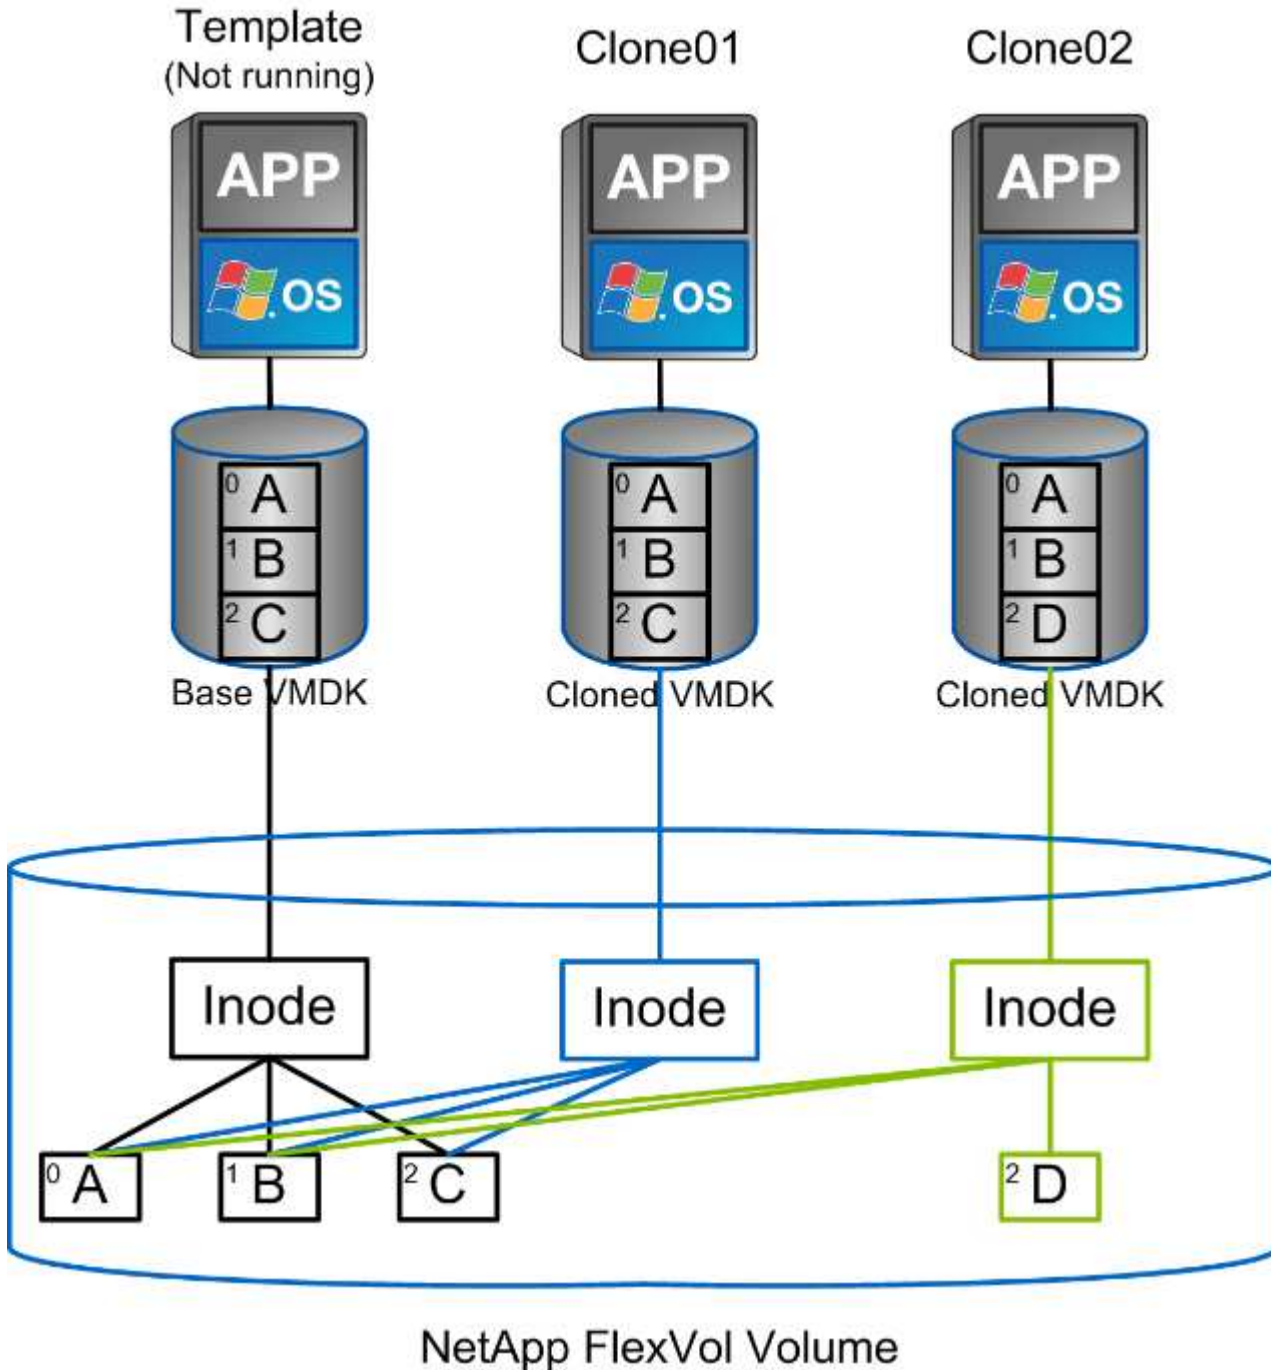 Template
(Not running)
Clone01
Clone02
APP
APP
APP
OS
OS
OS
0 A
1 B
2 C
0 A
1 B
2 C
0 A
1 B
2 D
Base VMDK
Cloned VMDK
Cloned VMDK
Inode
Inode
Inode
0 A
1 B
2 C
2 D
NetApp FlexVol Volume